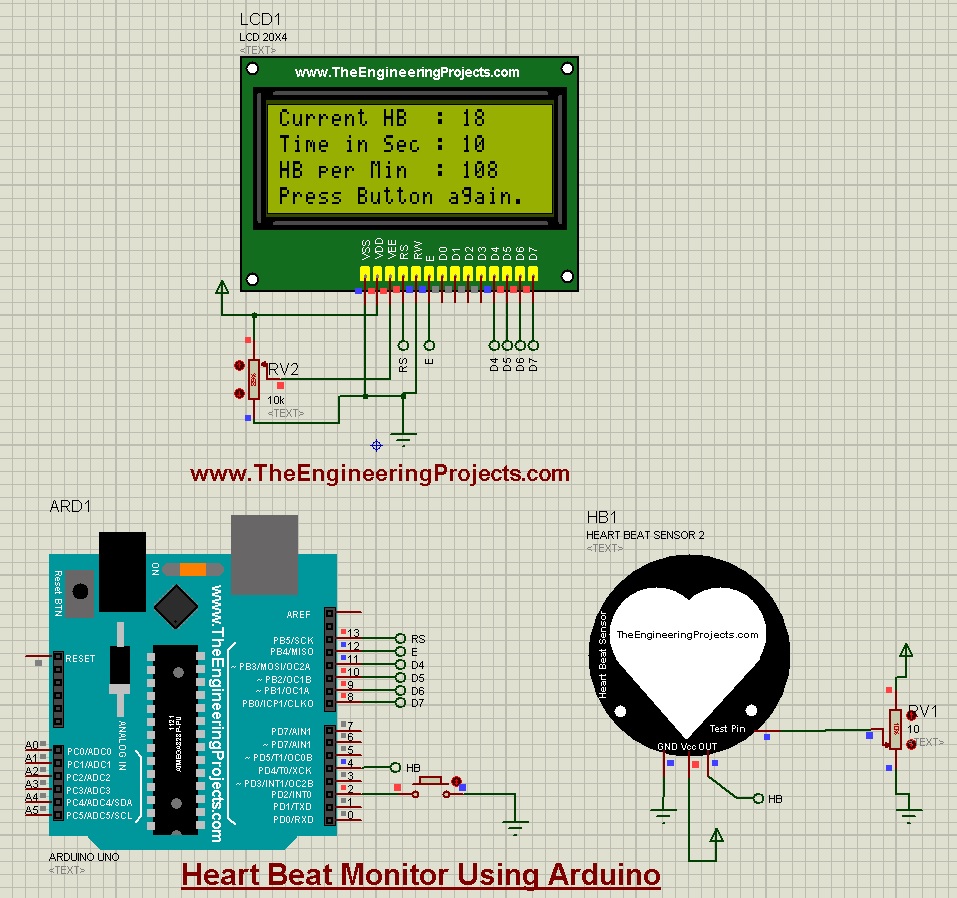 LCD1
LCD 20X4
<TEXT>
www.TheEngineeringProjects.com
Current HB : 18
Time in Sec : 10
HB per Min : 108
Press Button again.
VSS VDD VEE RS RW E D0 D1 D2 D3 D4 D5 D6 D7
RS E D4 D5 D6 D7
RV2
10k
<TEXT>
www.TheEngineeringProjects.com
ARD1
Reset BTN
ON
www.TheEngineeringProjects.com
RESET
ANALOG IN
AREF
PB5/SCK 13 RS
PB4/MISO 12 E
~ PB3/MOSI/OC2A 11 D4
~ PB2/OC1B 10 D5
~ PB1/OC1A 9 D6
PB0/ICP1/CLKO 8 D7
PD7/AIN1 7
~ PD7/AIN1 6
~ PD5/T1/OC0B 5
PD4/T0/XCK 4 HB
~ PD3/INT1/OC2B 3
PD2/INT0 2
PD1/TXD 1
PD0/RXD 0
A0 PC0/ADC0
A1 PC1/ADC1
A2 PC2/ADC2
A3 PC3/ADC3
A4 PC4/ADC4/SDA
A5 PC5/ADC5/SCL
1121
ARDUINO UNO
<TEXT>
HB1
HEART BEAT SENSOR 2
<TEXT>
Heart Beat Sensor
TheEngineeringProjects.com
Test Pin
GND Vcc OUT
HB
RV1
10
<TEXT>
Heart Beat Monitor Using Arduino